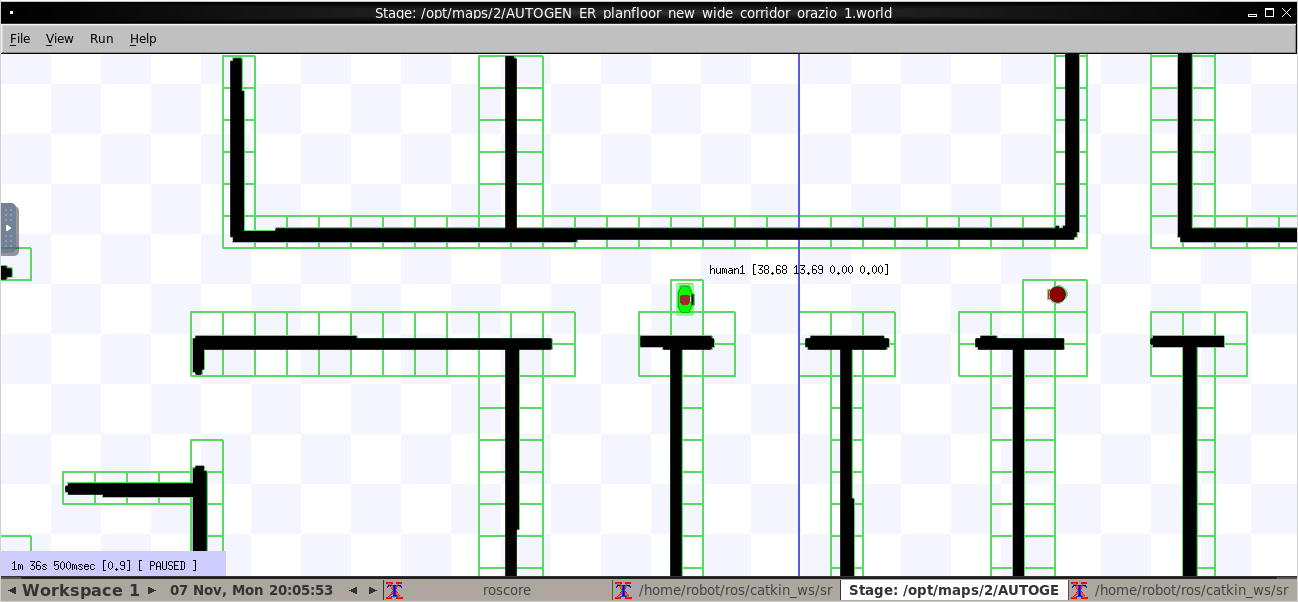 Stage: /opt/maps/2/AUTOGEN_ER_planfloor_new_wide_corridor_orazio_1.world
File View Run Help
human1 [38.68 13.69 0.00 0.00]
1m 36s 500msec [0.9] [ PAUSED ]
Workspace 1 07 Nov, Mon 20:05:53 roscore /home/robot/ros/catkin_ws/sr Stage: /opt/maps/2/AUTOGE /home/robot/ros/catkin_ws/sr